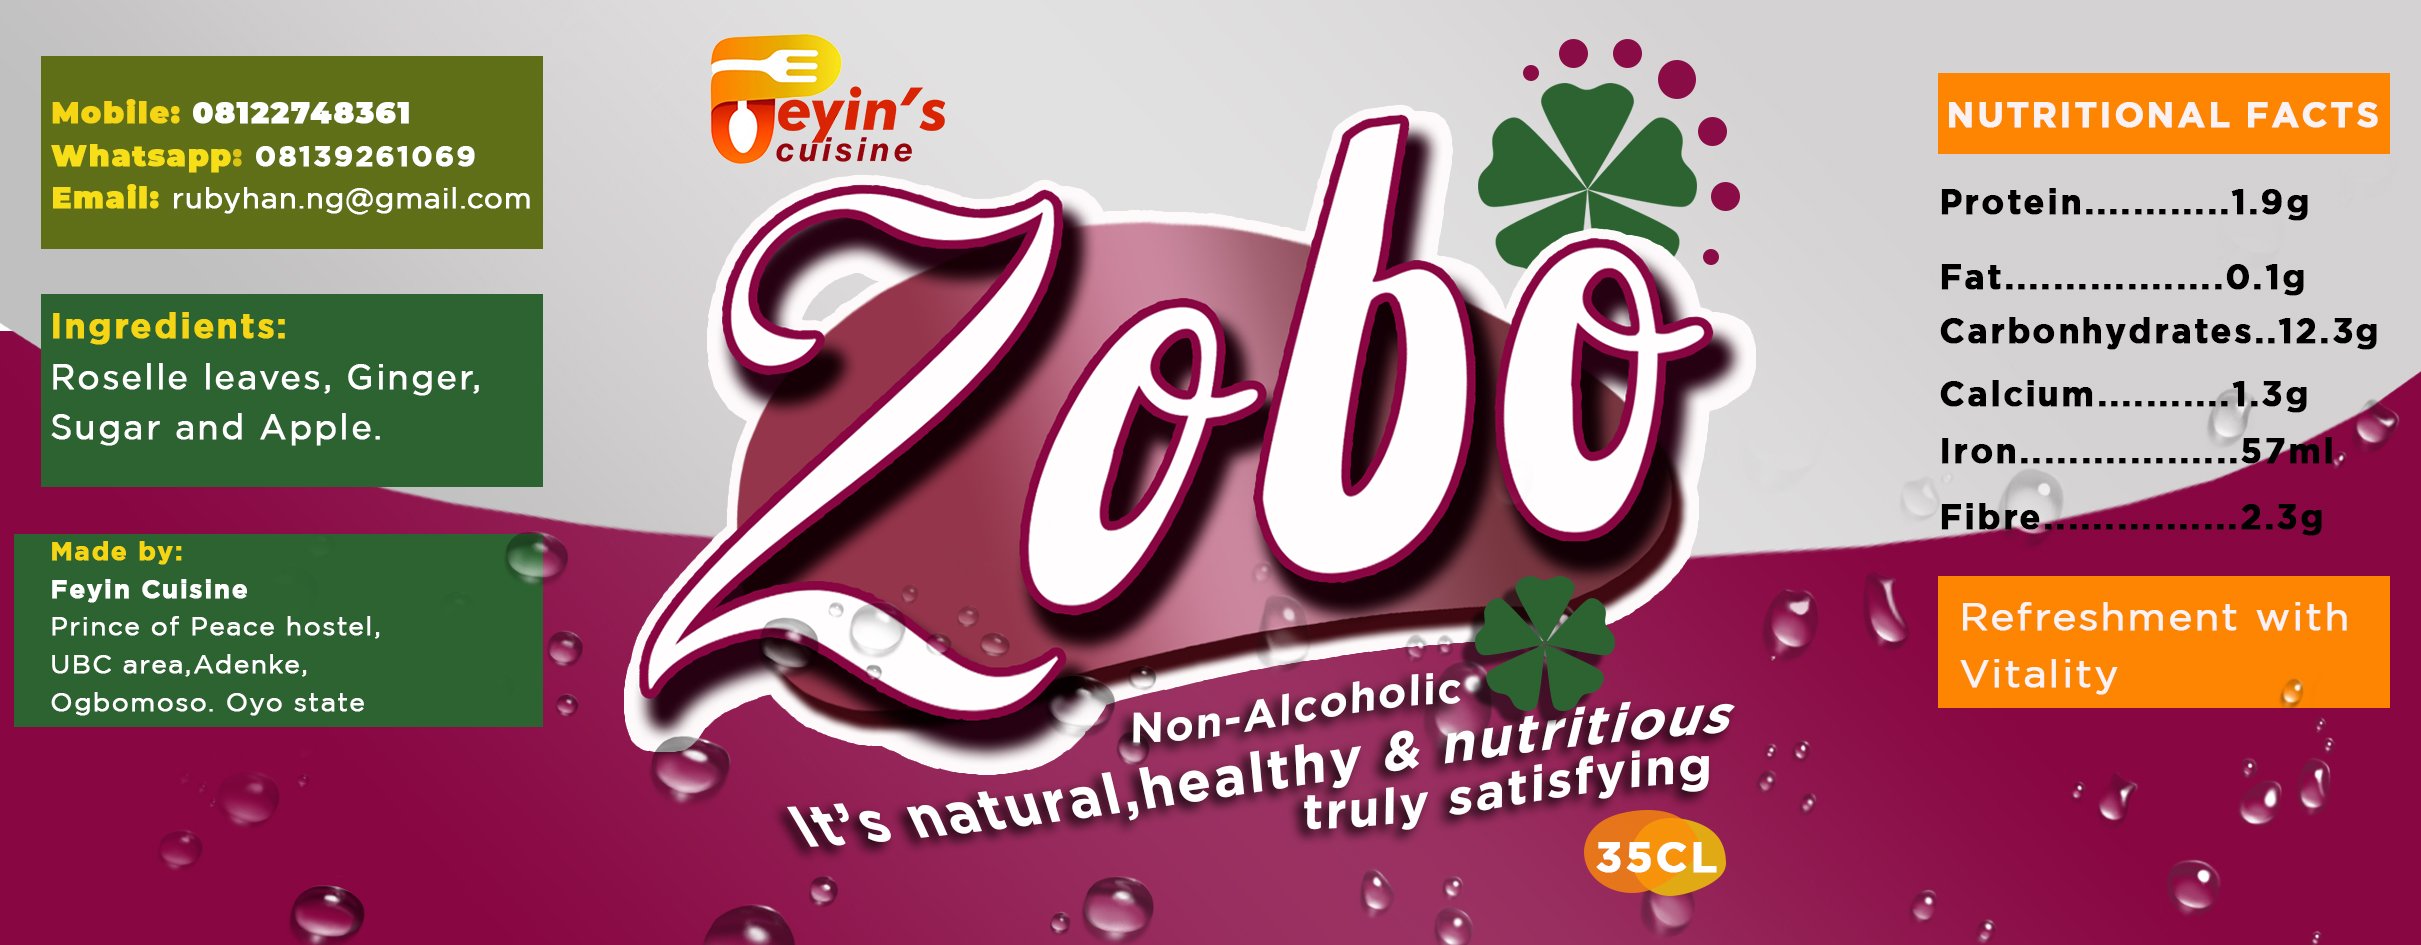 Mobile: 08122748361
Whatsapp: 08139261069
Email: rubyhan.ng@gmail.com
Ingredients:
Roselle leaves, Ginger,
Sugar and Apple.
Made by:
Feyin Cuisine
Prince of Peace hostel,
UBC area,Adenke,
Ogbomoso. Oyo state
Feyin's
cuisine
Zobo
Non-Alcoholic
It's natural,healthy & nutritious
truly satisfying
35CL
NUTRITIONAL FACTS
Protein............1.9g
Fat..................0.1g
Carbonhydrates..12.3g
Calcium...........1.3g
Iron..................57ml
Fibre................2.3g
Refreshment with
Vitality